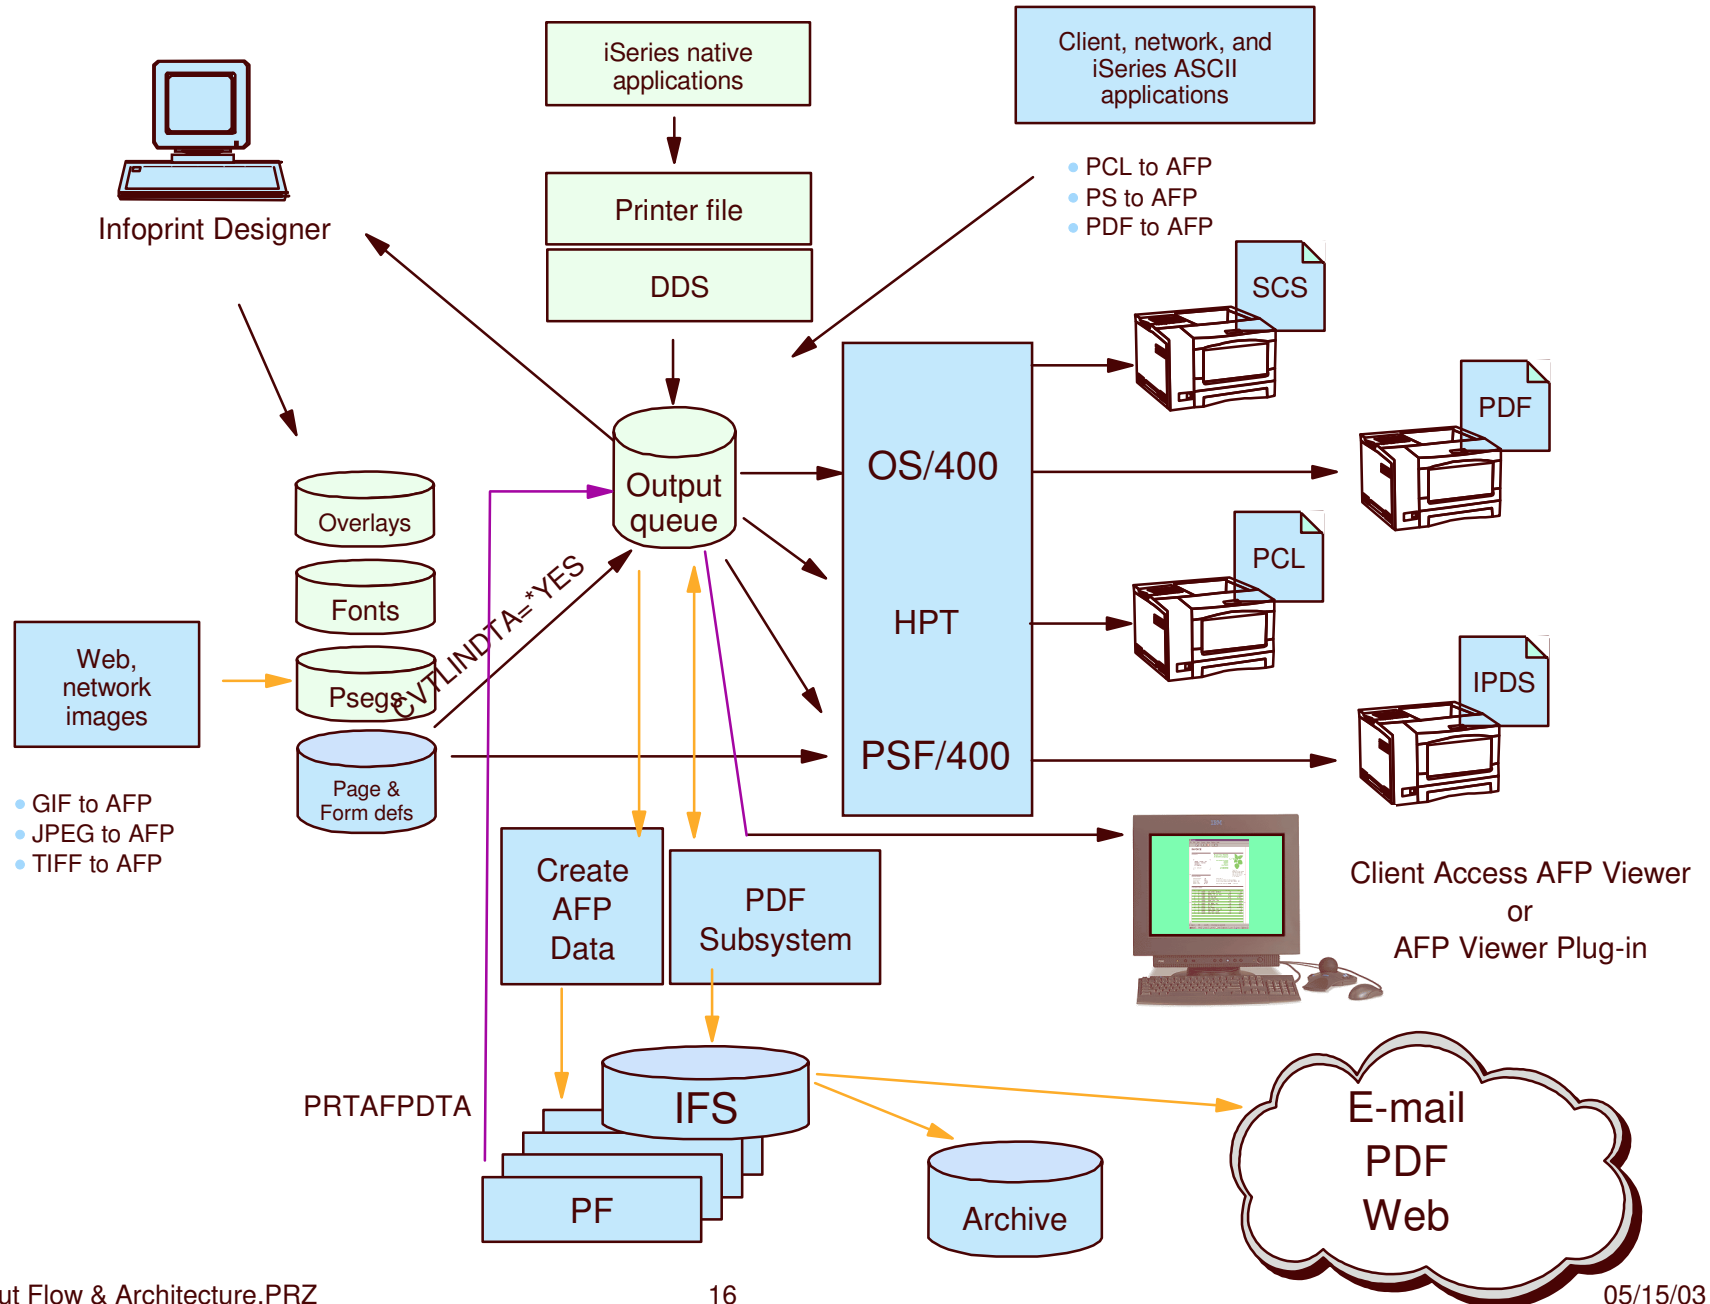 iSeries native
applications
Client, network, and
iSeries ASCII
applications
Infoprint Designer
Printer file
DDS
PCL to AFP
PS to AFP
PDF to AFP
SCS
PDF
OS/400
Output
queue
Overlays
Fonts
Psegs
Page &
Form defs
CVTLINDTA=*YES
HPT
PCL
PSF/400
IPDS
Web,
network
images
GIF to AFP
JPEG to AFP
TIFF to AFP
Create
AFP
Data
PDF
Subsystem
Client Access AFP Viewer
or
AFP Viewer Plug-in
PRTAFPDTA
IFS
PF
Archive
E-mail
PDF
Web
ut Flow & Architecture.PRZ
16
05/15/03